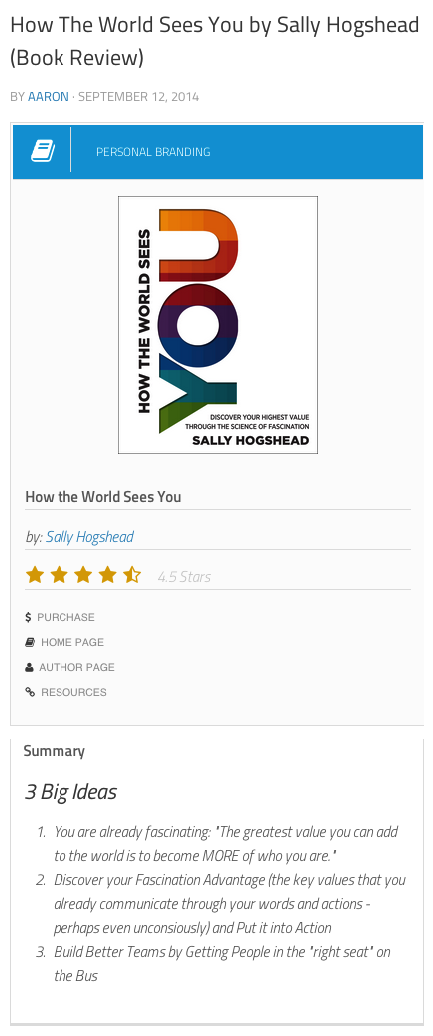 How The World Sees You by Sally Hogshead
(Book Review)
BY AARON · SEPTEMBER 12, 2014
PERSONAL BRANDING
HOW THE WORLD SEES
YOU
DISCOVER YOUR HIGHEST VALUE
THROUGH THE SCIENCE OF FASCINATION
SALLY HOGSHEAD
How the World Sees You
by: Sally Hogshead
4.5 Stars
$ PURCHASE
HOME PAGE
AUTHOR PAGE
RESOURCES
Summary
3 Big Ideas
1. You are already fascinating: "The greatest value you can add
to the world is to become MORE of who you are."
2. Discover your Fascination Advantage (the key values that you
already communicate through your words and actions -
perhaps even unconsiously) and Put it into Action
3. Build Better Teams by Getting People in the "right seat" on
the Bus